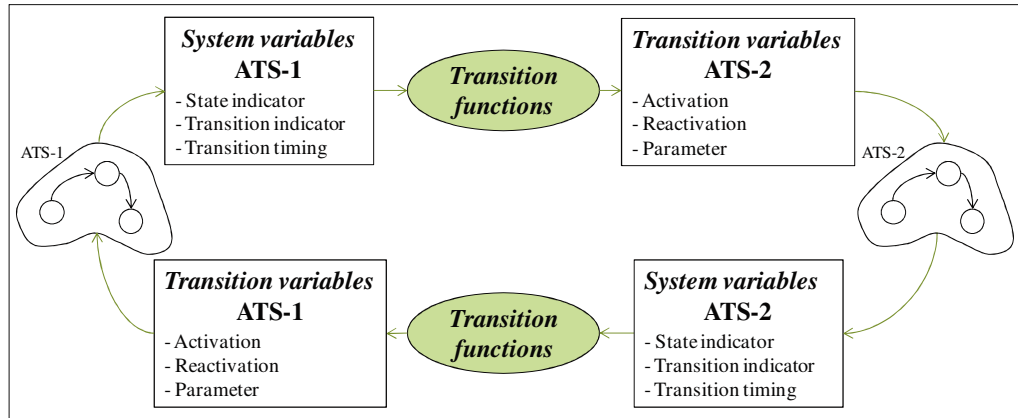 System variables
ATS-1
- State indicator
- Transition indicator
- Transition timing
Transition
functions
Transition variables
ATS-2
- Activation
- Reactivation
- Parameter
ATS-1
ATS-2
Transition variables
ATS-1
- Activation
- Reactivation
- Parameter
Transition
functions
System variables
ATS-2
- State indicator
- Transition indicator
- Transition timing